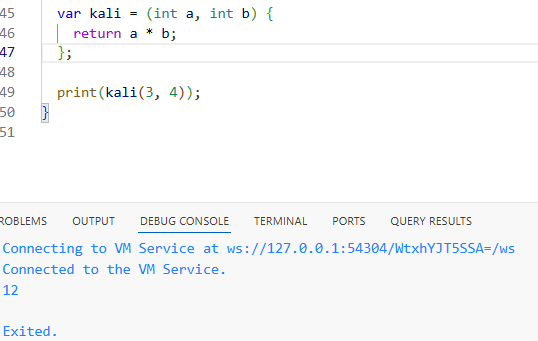 45 var kali = (int a, int b) {
46 return a * b;
47 };
48
49 print(kali(3, 4));
50 }
51
ROBLEMS OUTPUT DEBUG CONSOLE TERMINAL PORTS QUERY RESULTS
Connecting to VM Service at ws://127.0.0.1:54304/WtxhYJT5SSA=/ws
Connected to the VM Service.
12
Exited.